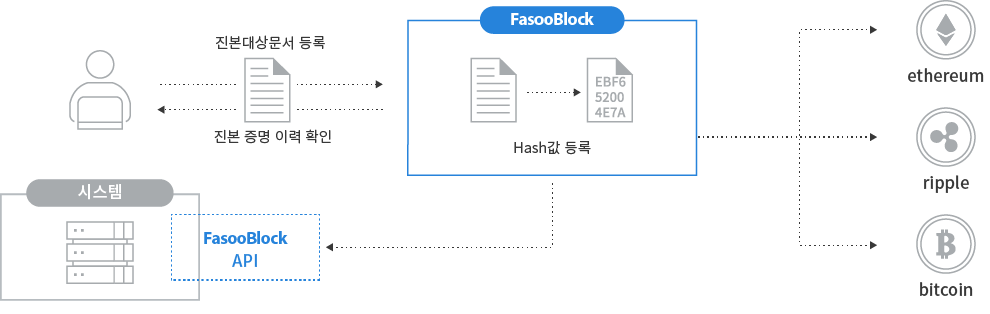 진본대상문서 등록
진본 증명 이력 확인
FasooBlock
EBF6
5200
4E7A
Hash값 등록
ethereum
ripple
bitcoin
시스템
FasooBlock
API